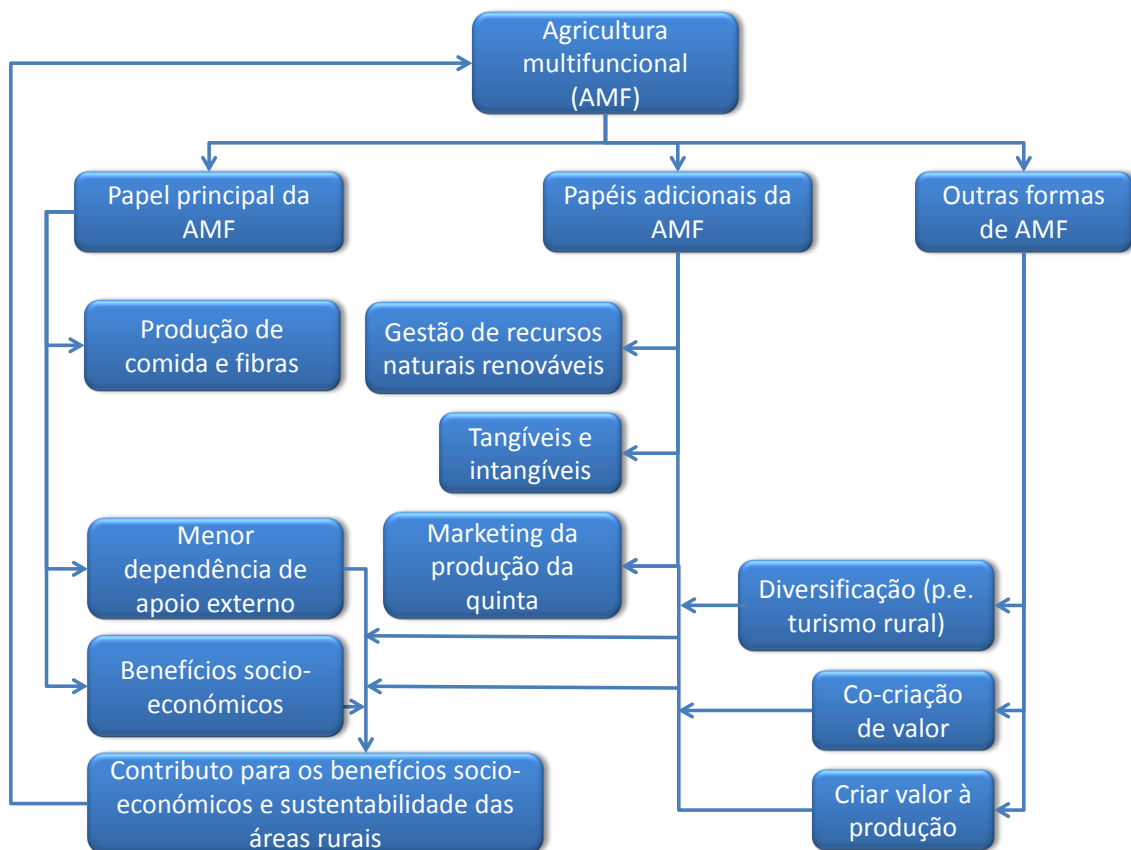 Agricultura
multifuncional
(AMF)
Papel principal da
AMF
Papéis adicionais da
AMF
Outras formas
de AMF
Produção de
comida e fibras
Gestão de recursos
naturais renováveis
Tangíveis e
intangíveis
Menor
dependência de
apoio externo
Marketing da
produção da
quinta
Diversificação (p.e.
turismo rural)
Benefícios socio-
económicos
Co-criação
de valor
Contributo para os benefícios socio-
económicos e sustentabilidade das
áreas rurais
Criar valor à
produção